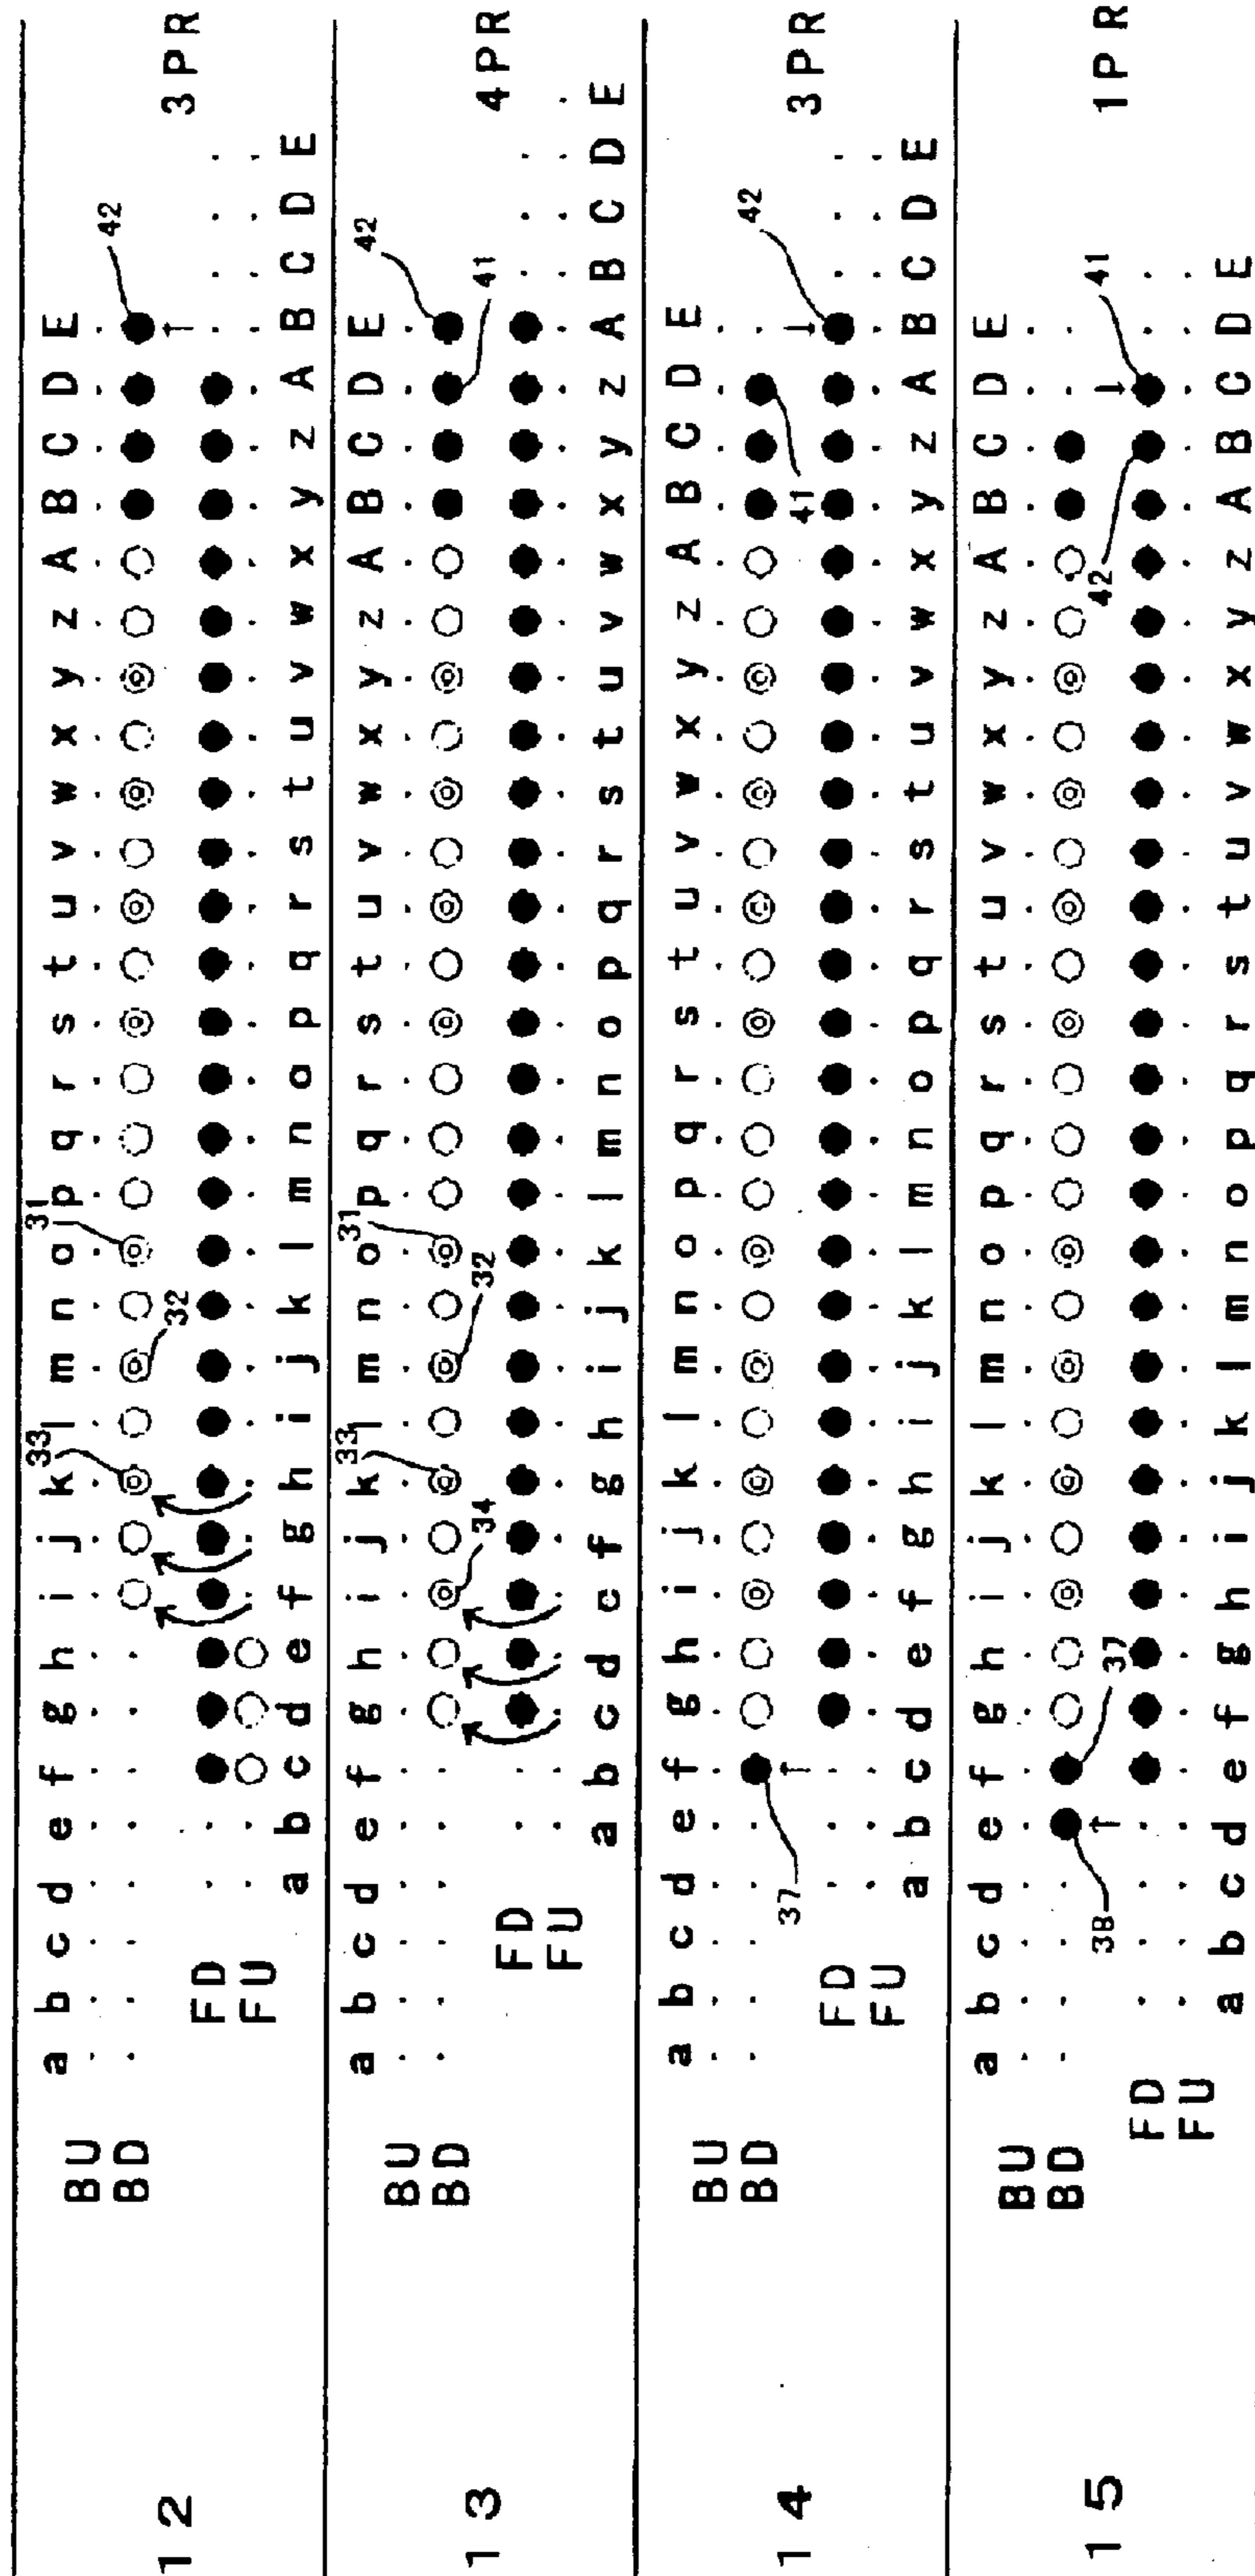 12
BU a b c d e f g h i j k l m n o p q r s t u v w x y z A B C D E
BD
33 31 32 42
FD
FU
a b c d e f g h i j k l m n o p q r s t u v w x y z A B C D E
3PR
13
BU a b c d e f g h i j k l m n o p q r s t u v w x y z A B C D E
BD
33 31 34 32 41 42
FD
FU
a b c d e f g h i j k l m n o p q r s t u v w x y z A B C D E
4PR
14
BU a b c d e f g h i j k l m n o p q r s t u v w x y z A B C D E
BD
37 41 42
FD
FU
a b c d e f g h i j k l m n o p q r s t u v w x y z A B C D E
3PR
15
BU a b c d e f g h i j k l m n o p q r s t u v w x y z A B C D E
BD
38 37 42 41
FD
FU
a b c d e f g h i j k l m n o p q r s t u v w x y z A B C D E
1PR